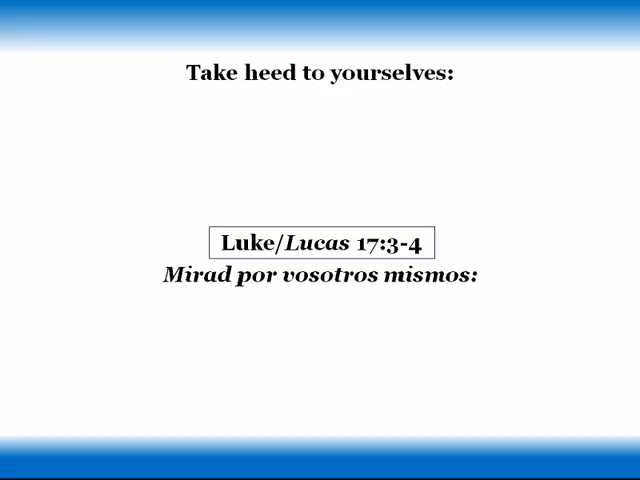 Take heed to yourselves:
Luke/Lucas 17:3-4
Mirad por vosotros mismos: